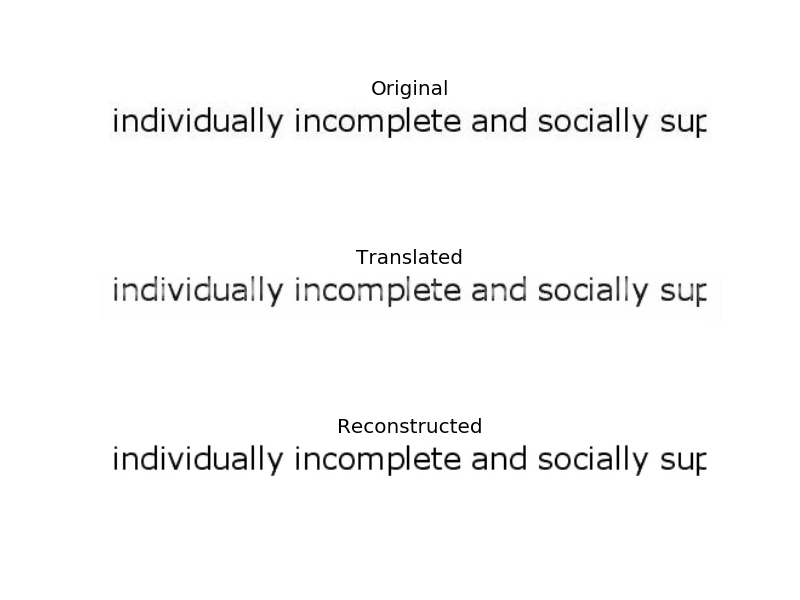 Original
individually incomplete and socially sup
Translated
individually incomplete and socially sup
Reconstructed
individually incomplete and socially sup